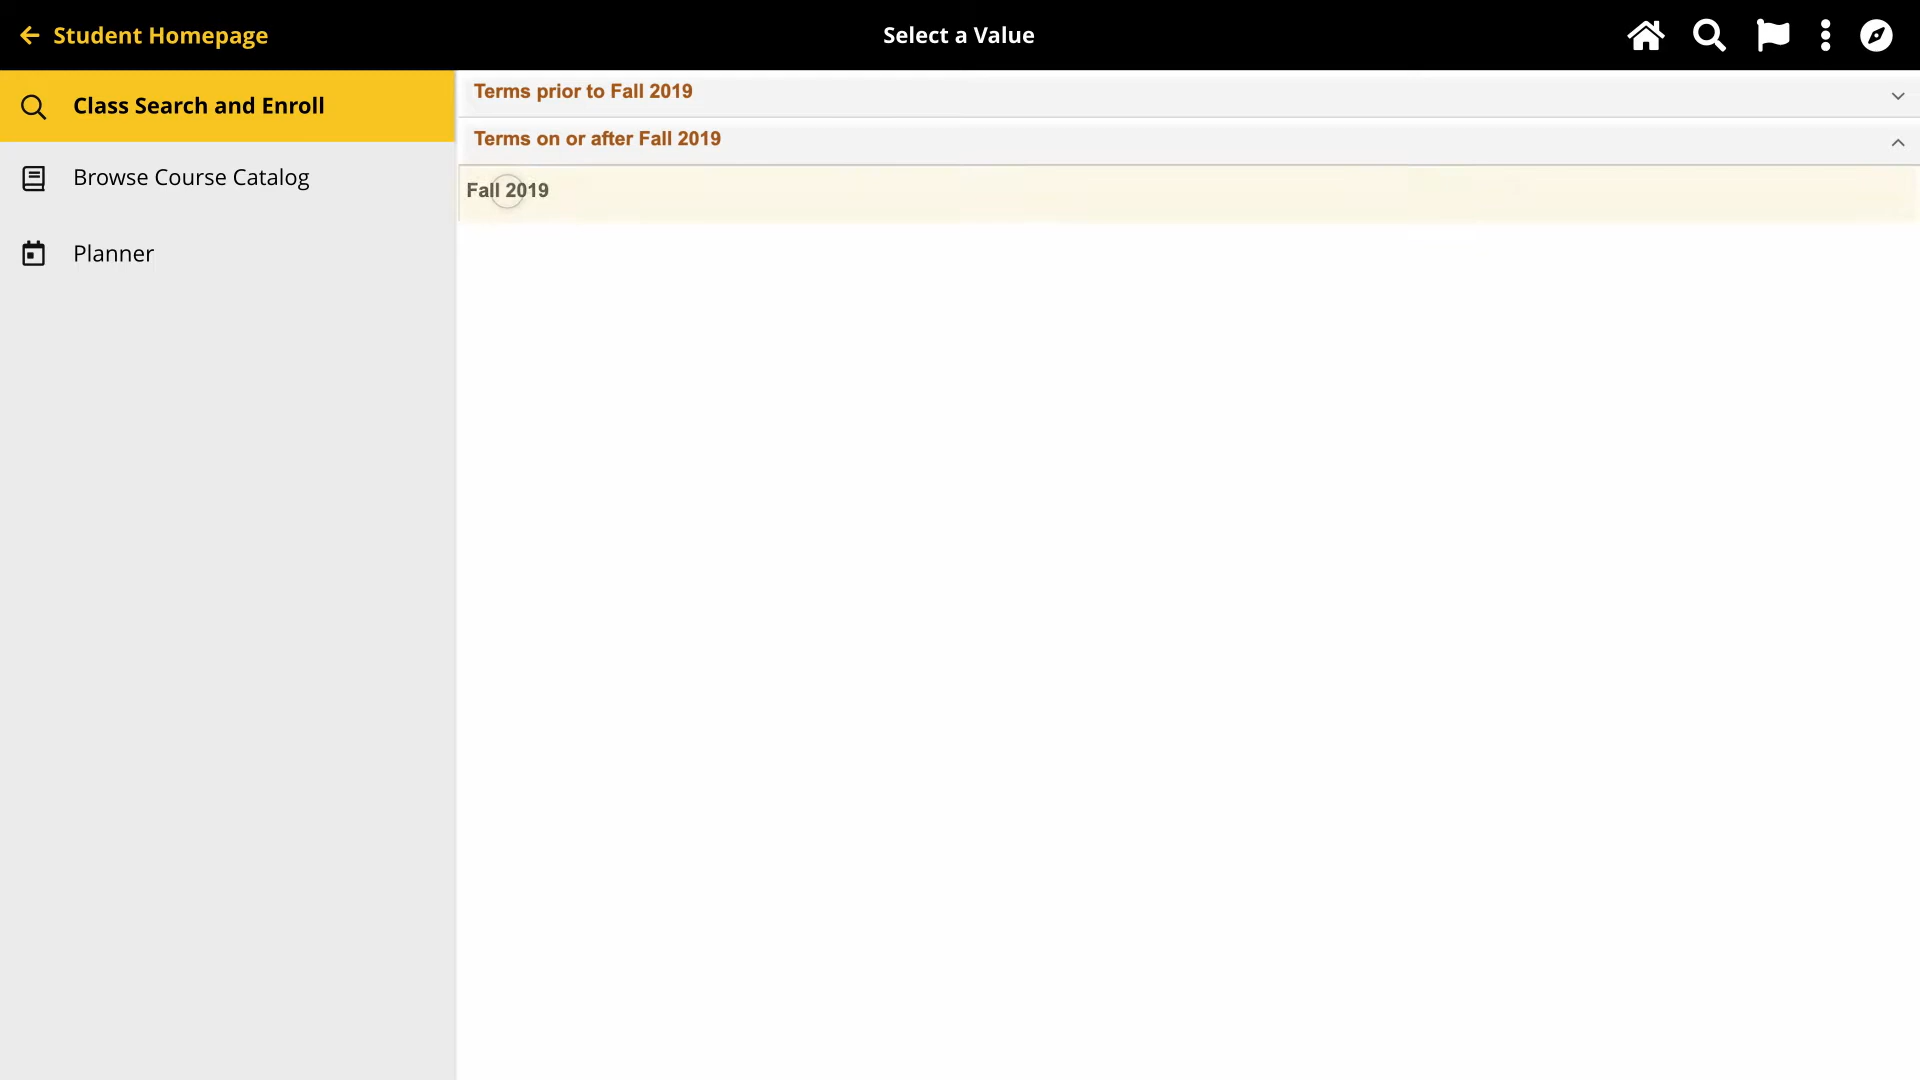 Student Homepage
Select a Value
Class Search and Enroll
Browse Course Catalog
Planner
Terms prior to Fall 2019
Terms on or after Fall 2019
Fall 2019